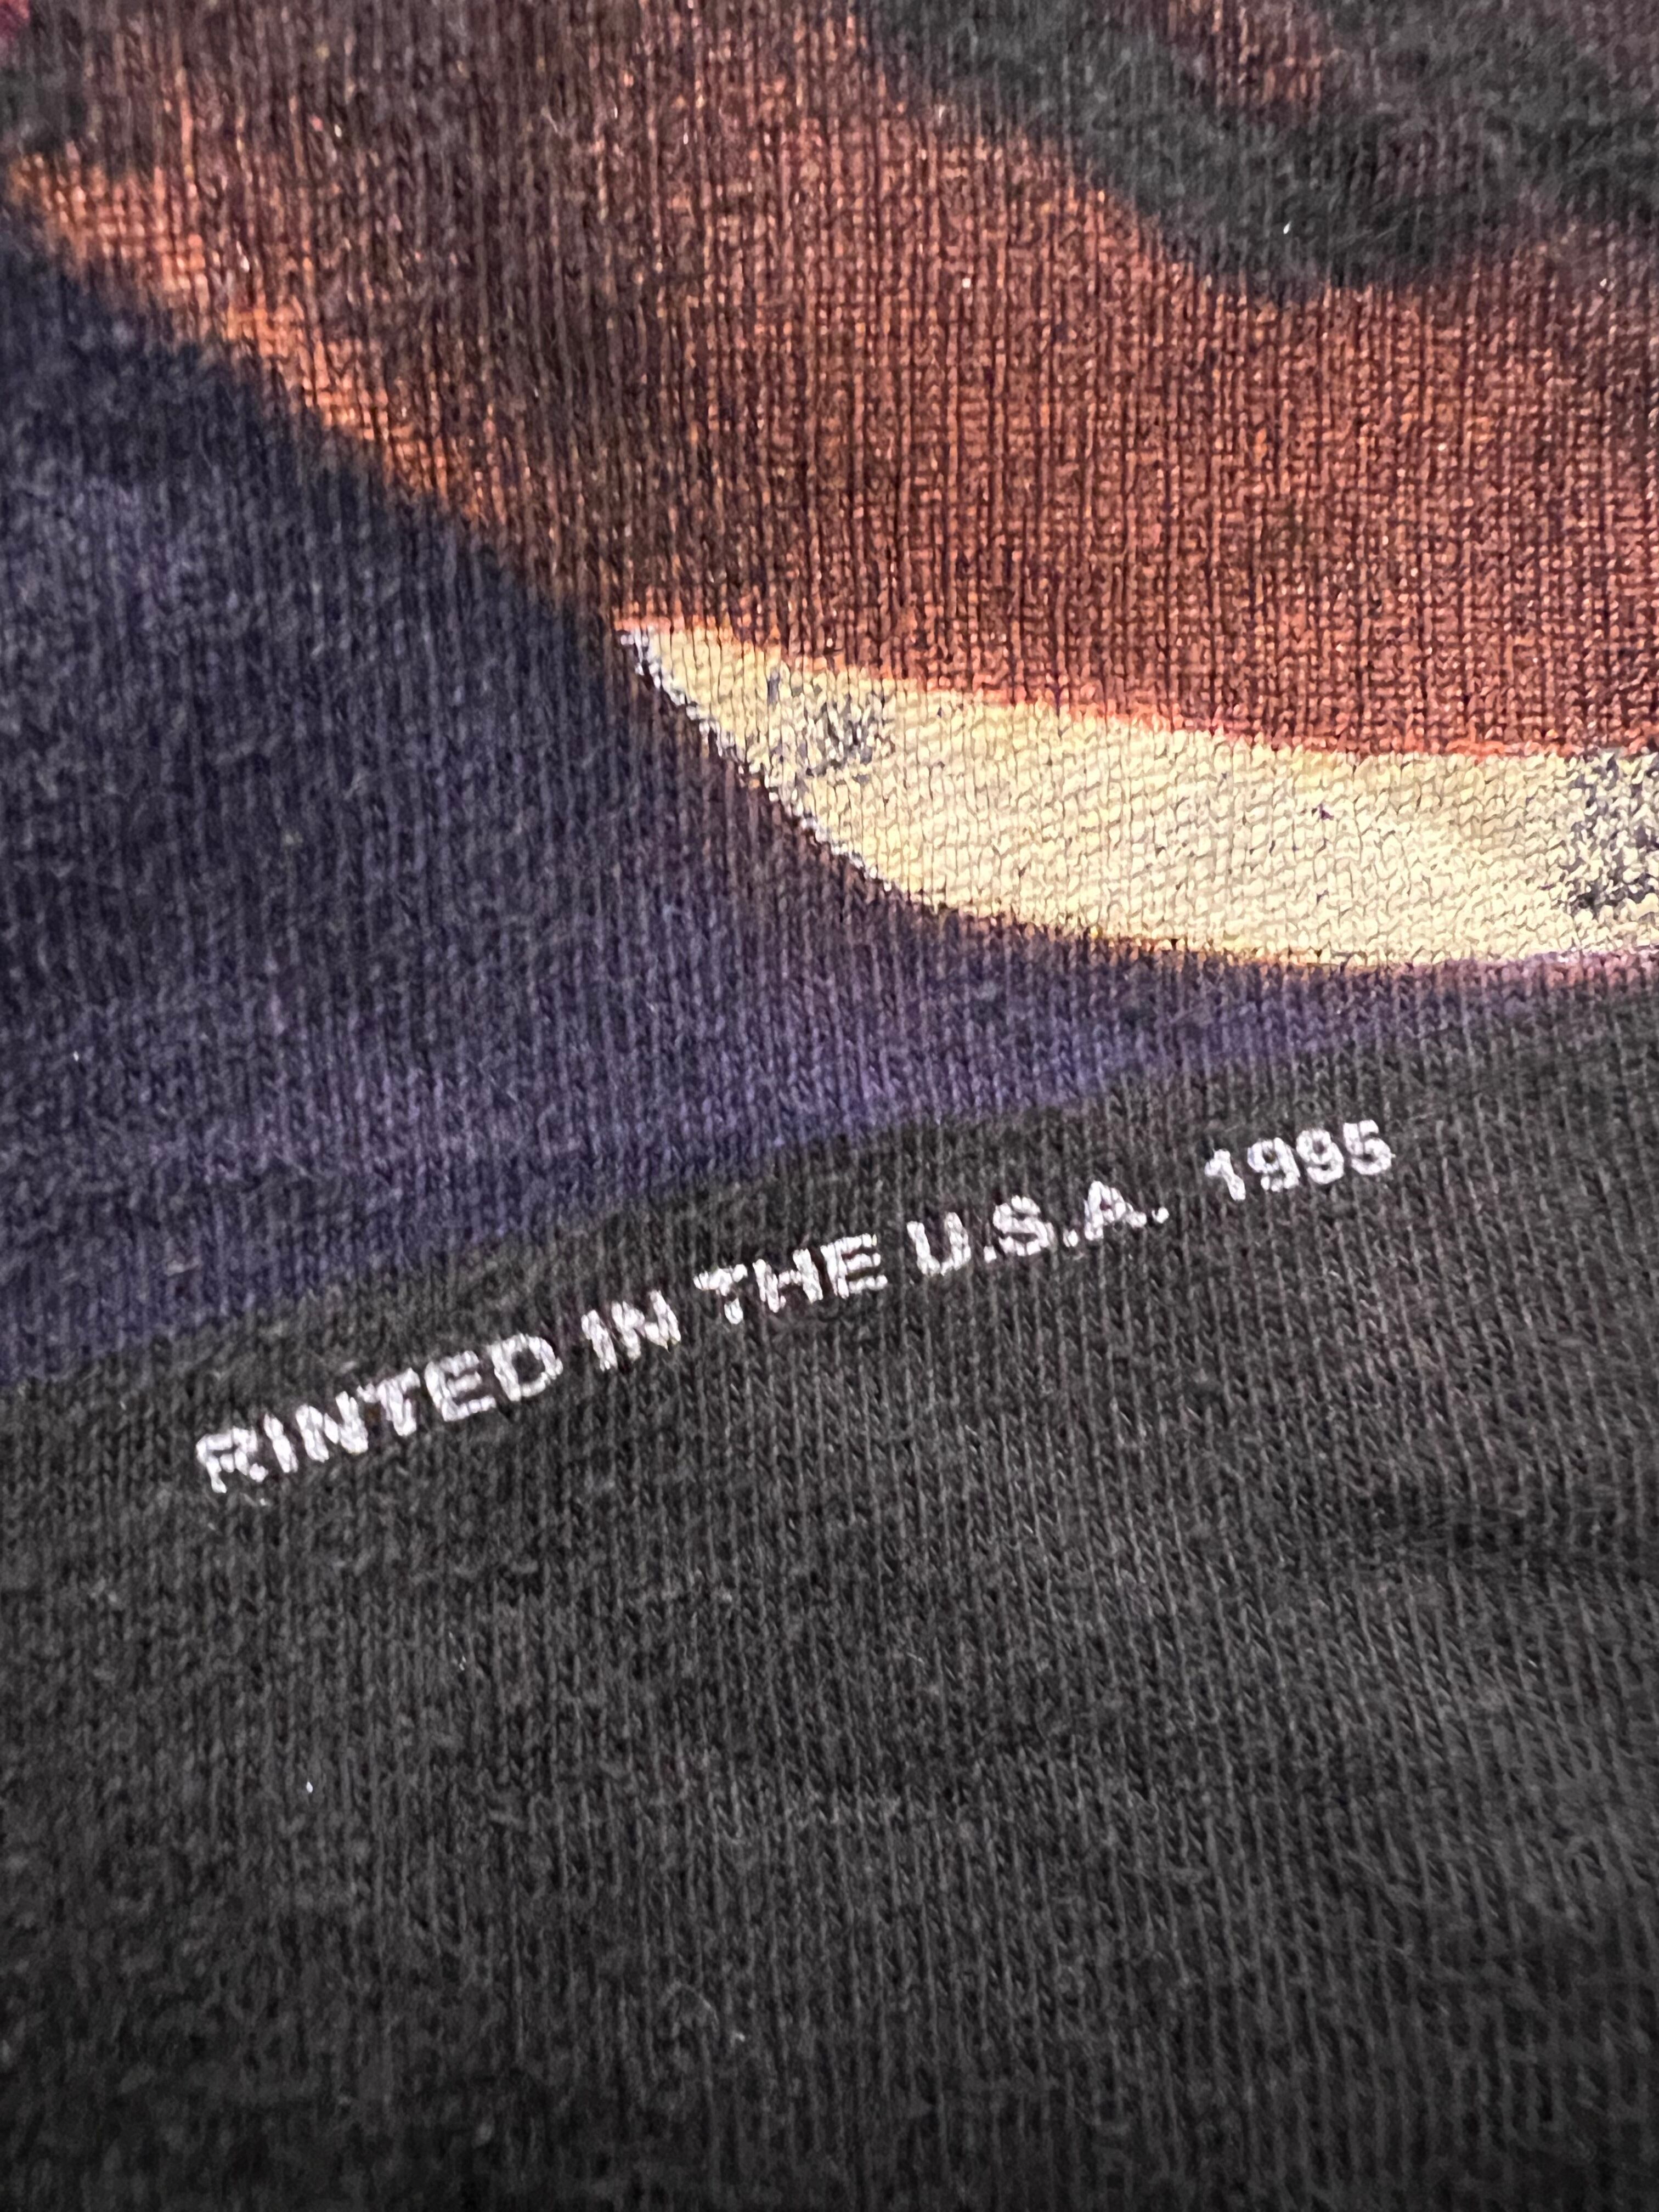 RINTED IN THE U.S.A. 1995